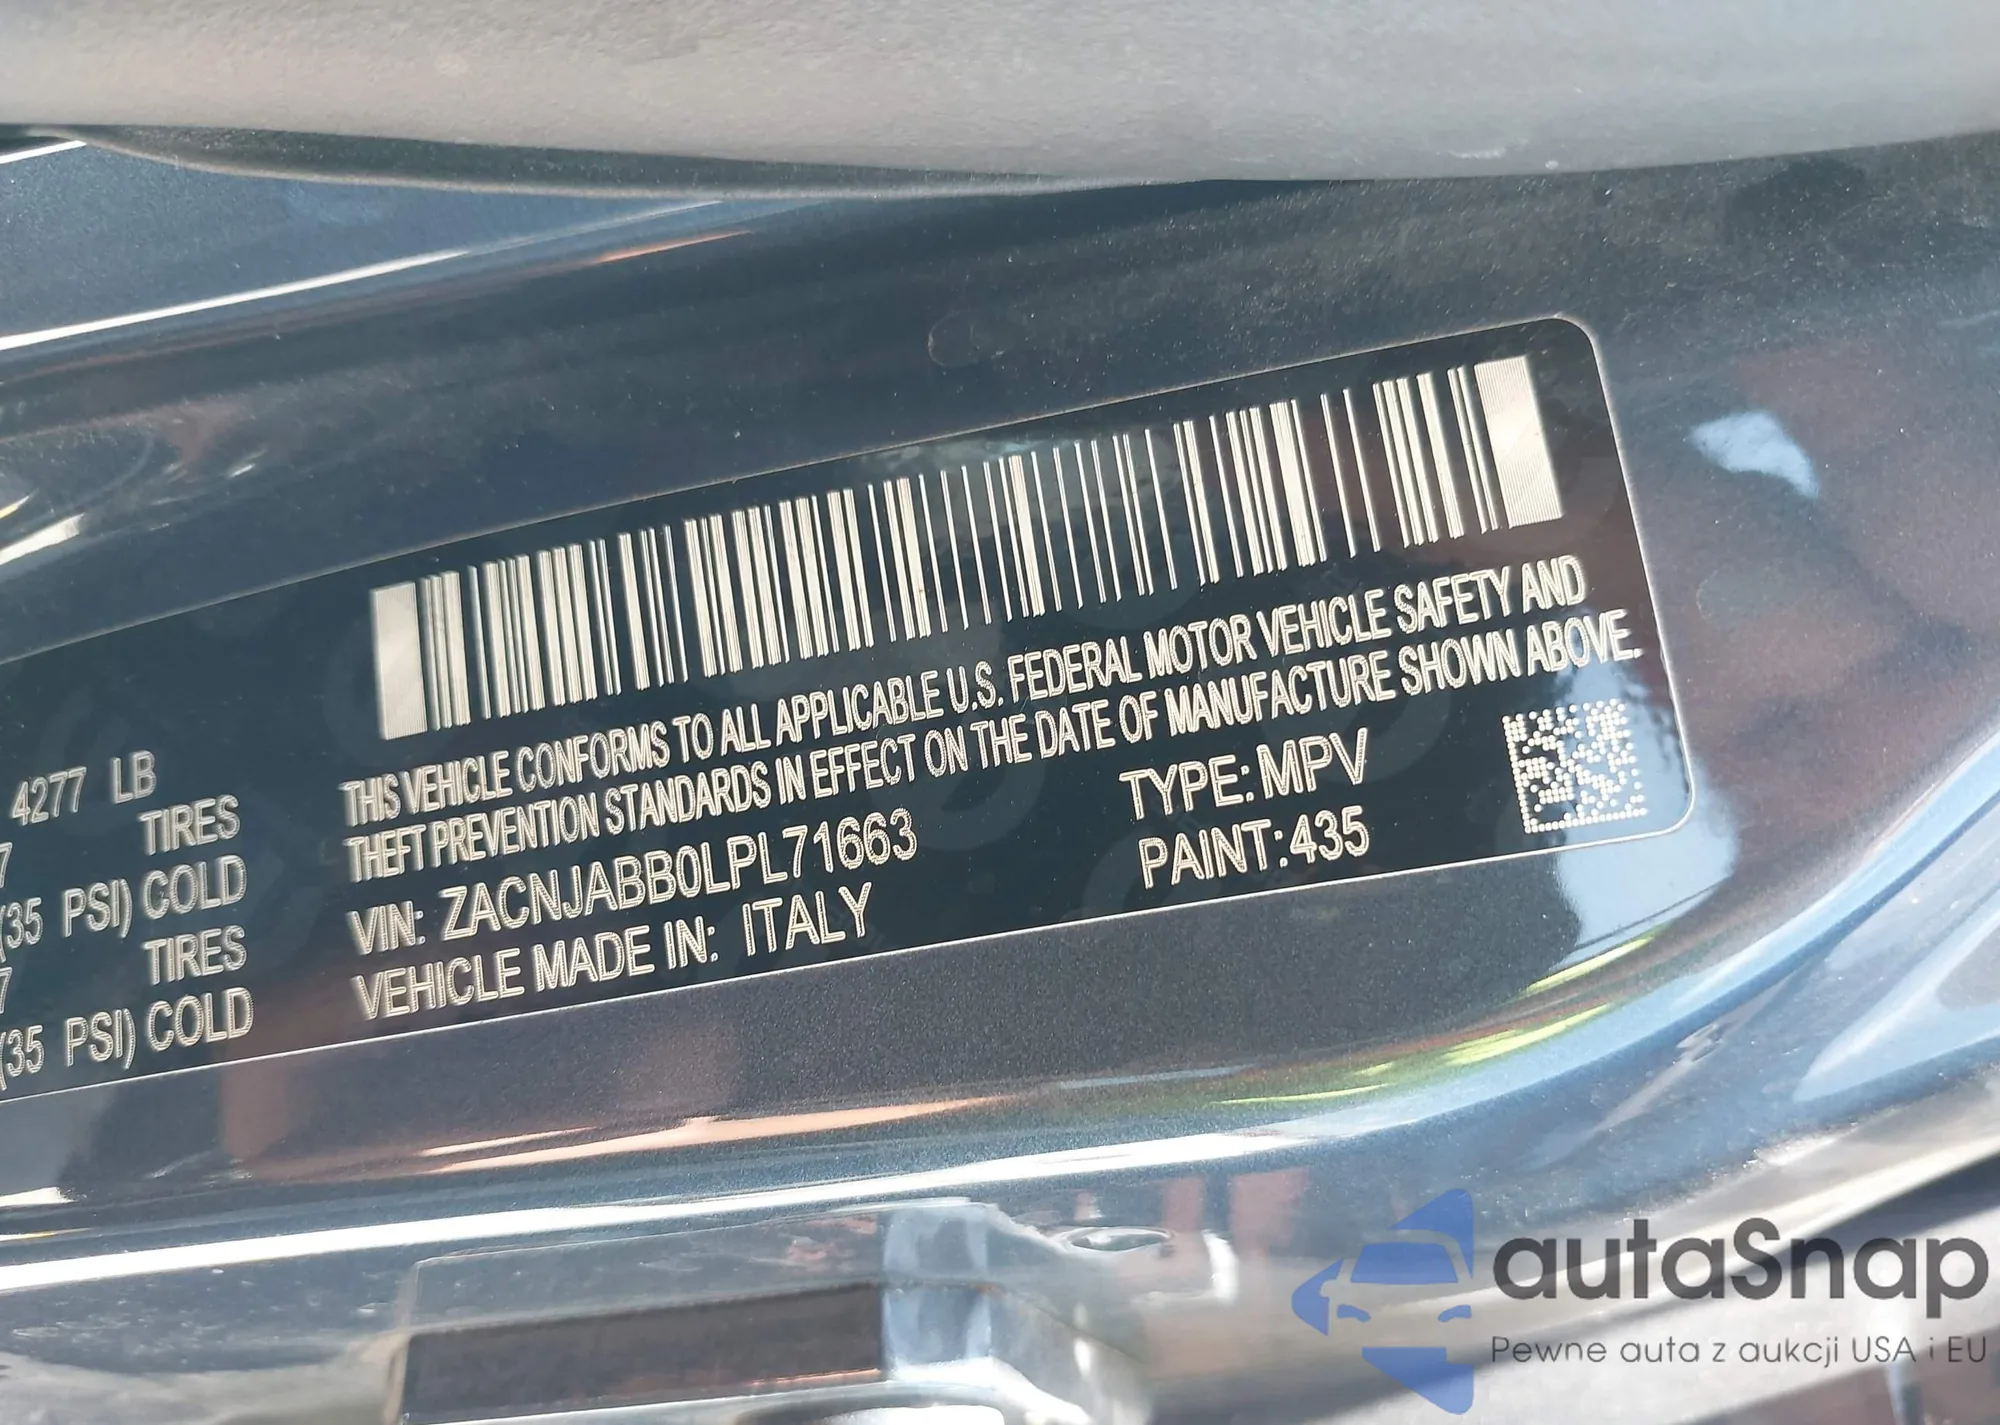 4277 LB
7 TIRES
(35 PSI) COLD
7 TIRES
(35 PSI) COLD
THIS VEHICLE CONFORMS TO ALL APPLICABLE U.S. FEDERAL MOTOR VEHICLE SAFETY AND
THEFT PREVENTION STANDARDS IN EFFECT ON THE DATE OF MANUFACTURE SHOWN ABOVE.
VIN: ZACNJABB0LPL71663
TYPE: MPV
VEHICLE MADE IN: ITALY
PAINT: 435
autaSnap
Pewne auta z aukcji USA i EU